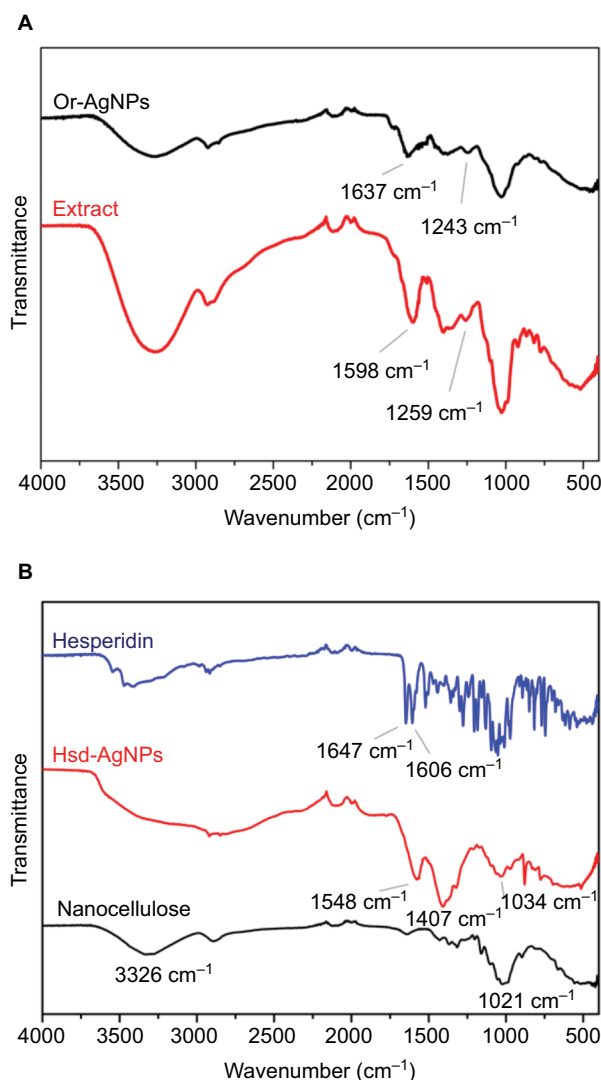 A
Or-AgNPs
1637 cm⁻¹
1243 cm⁻¹
Extract
1598 cm⁻¹
1259 cm⁻¹
Transmittance
4000 3500 3000 2500 2000 1500 1000 500
Wavenumber (cm⁻¹)
B
Hesperidin
1647 cm⁻¹
1606 cm⁻¹
Hsd-AgNPs
1548 cm⁻¹
1407 cm⁻¹
1034 cm⁻¹
Nanocellulose
3326 cm⁻¹
1021 cm⁻¹
Transmittance
4000 3500 3000 2500 2000 1500 1000 500
Wavenumber (cm⁻¹)